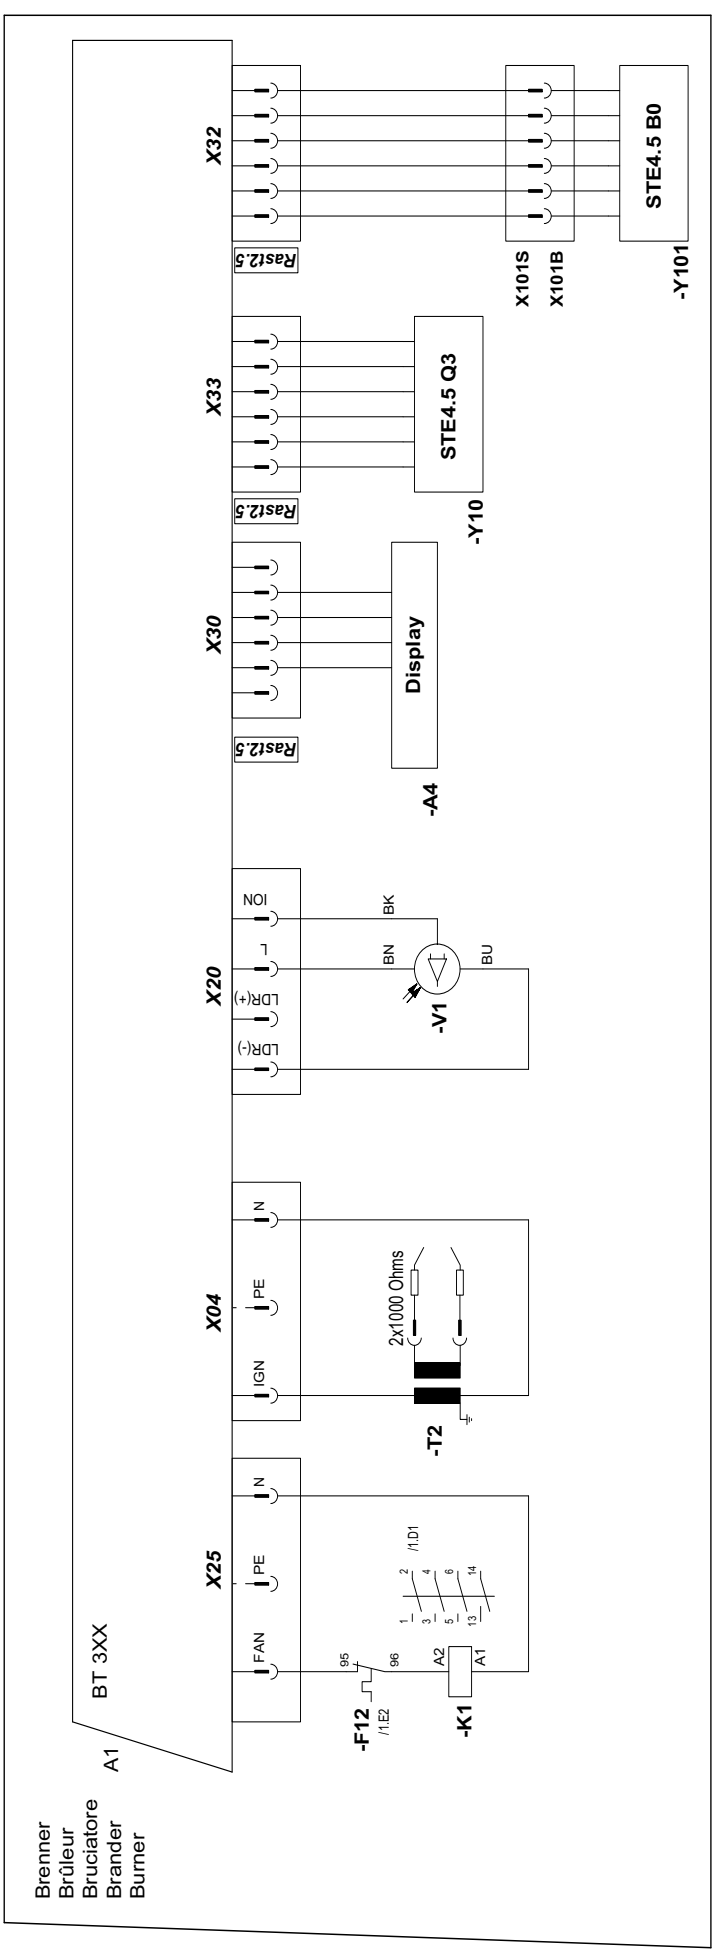 Brenner
Brûleur
Bruciatore
Brander
Burner
A1
BT 3XX
X25
FAN
PE
N
-F12
/1.E2
95
96
-K1
A2
A1
1
2
3
4
5
6
13
14
/1.D1
X04
IGN
PE
N
-T2
2x1000 Ohms
X20
LDR(-)
LDR(+)
L
ION
BN
BK
BU
-V1
X30
Rast2.5
Display
-A4
X33
Rast2.5
STE4.5 Q3
-Y10
X32
Rast2.5
X101S
X101B
STE4.5 B0
-Y101